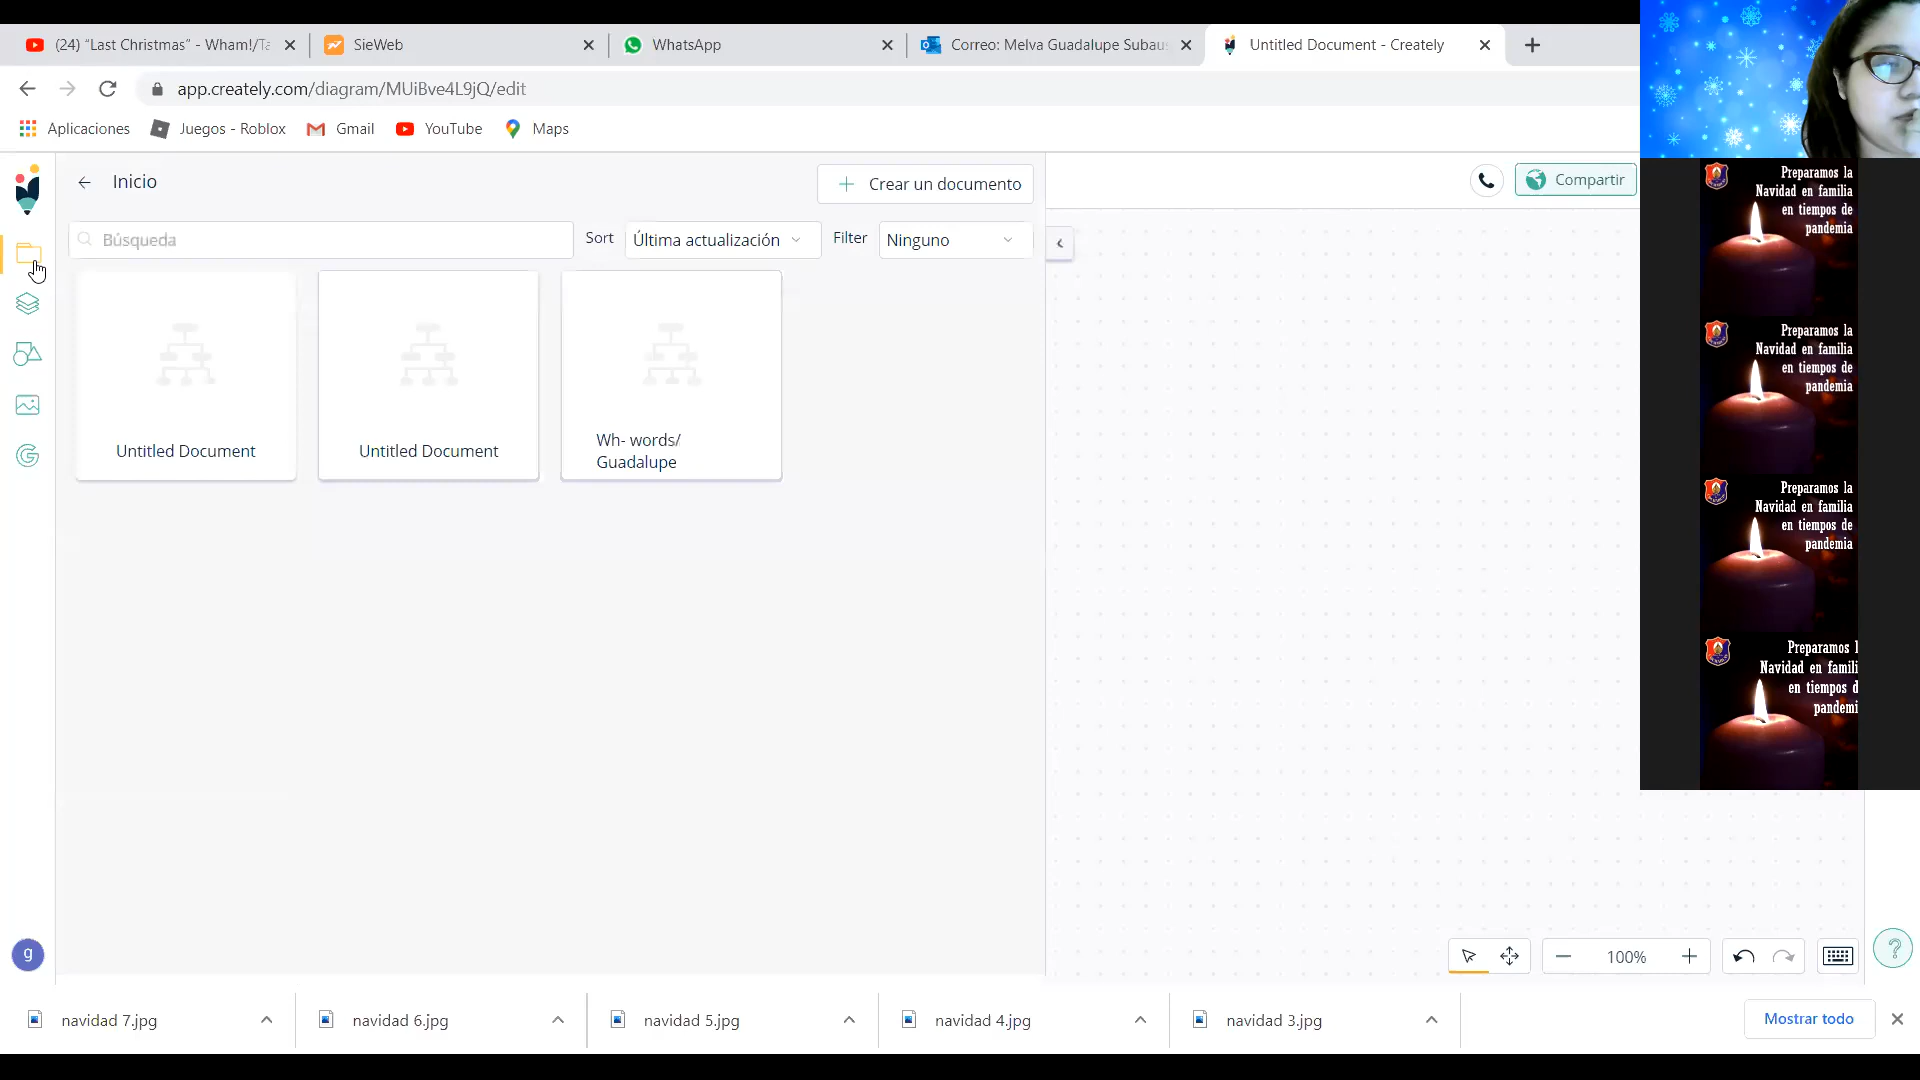 (24) “Last Christmas” - Wham!/Ta
SieWeb
WhatsApp
Correo: Melva Guadalupe Subau
Untitled Document - Creately
app.creately.com/diagram/MUiBve4L9jQ/edit
Aplicaciones
Juegos - Roblox
Gmail
YouTube
Maps
Inicio
Crear un documento
Compartir
Búsqueda
Sort
Última actualización
Filter
Ninguno
Untitled Document
Untitled Document
Wh- words/
Guadalupe
Preparamos la
Navidad en familia
en tiempos de
pandemia
Preparamos la
Navidad en familia
en tiempos de
pandemia
Preparamos la
Navidad en familia
en tiempos de
pandemia
Preparamos l
Navidad en famili
en tiempos d
pandemi
g
100%
?
navidad 7.jpg
navidad 6.jpg
navidad 5.jpg
navidad 4.jpg
navidad 3.jpg
Mostrar todo